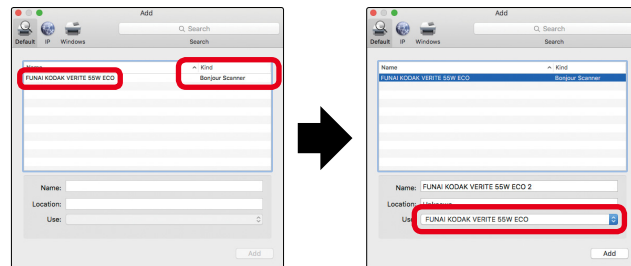 Add
Search
Default IP Windows Search
Name Kind
FUNAI KODAK VERITE 55W ECO Bonjour Scanner
Name:
Location:
Use:
Add
Add
Search
Default IP Windows Search
Name Kind
FUNAI KODAK VERITE 55W ECO Bonjour Scanner
Name: FUNAI KODAK VERITE 55W ECO 2
Location: Unknown
Use FUNAI KODAK VERITE 55W ECO
Add